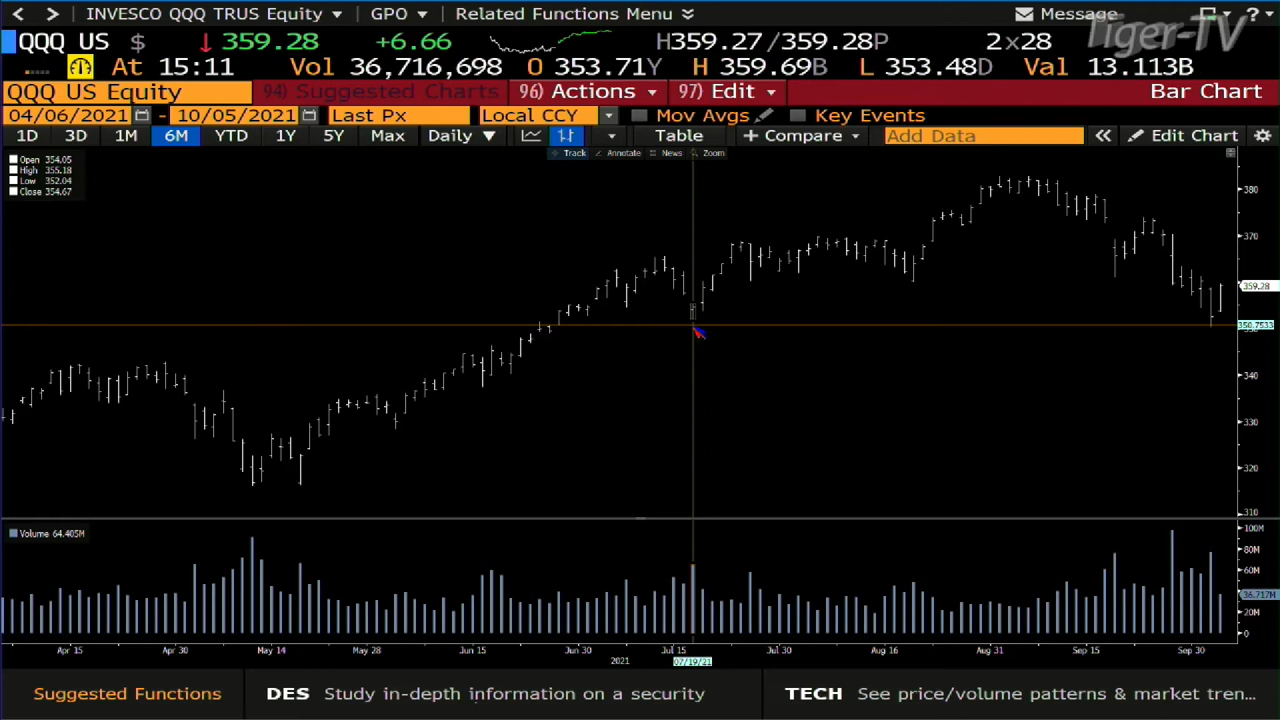 INVESCO QQQ TRUS Equity GPO Related Functions Menu Message ?
QQQ US $ 359.28 +6.66 H359.27/359.28P 2x28
Tiger-TV
At 15:11 Vol 36,716,698 O 353.71Y H 359.69B L 353.48D Val 13.113B
QQQ US Equity 94) Suggested Charts 96) Actions 97) Edit Bar Chart
04/06/2021 - 10/05/2021 Last Px Local CCY Mov Avgs Key Events
1D 3D 1M 6M YTD 1Y 5Y Max Daily Table + Compare Add Data Edit Chart
Track Annotate News Zoom
Open 354.05
High 355.18
Low 352.04
Close 354.67
380
370
359.28
350.7533
340
330
320
310
Volume 64.405M
100M
80M
60M
36.717M
20M
0
Apr 15 Apr 30 May 14 May 28 Jun 15 Jun 30 Jul 15 Jul 30 Aug 16 Aug 31 Sep 15 Sep 30
2021 07/19/21
Suggested Functions DES Study in-depth information on a security TECH See price/volume patterns & market tren...